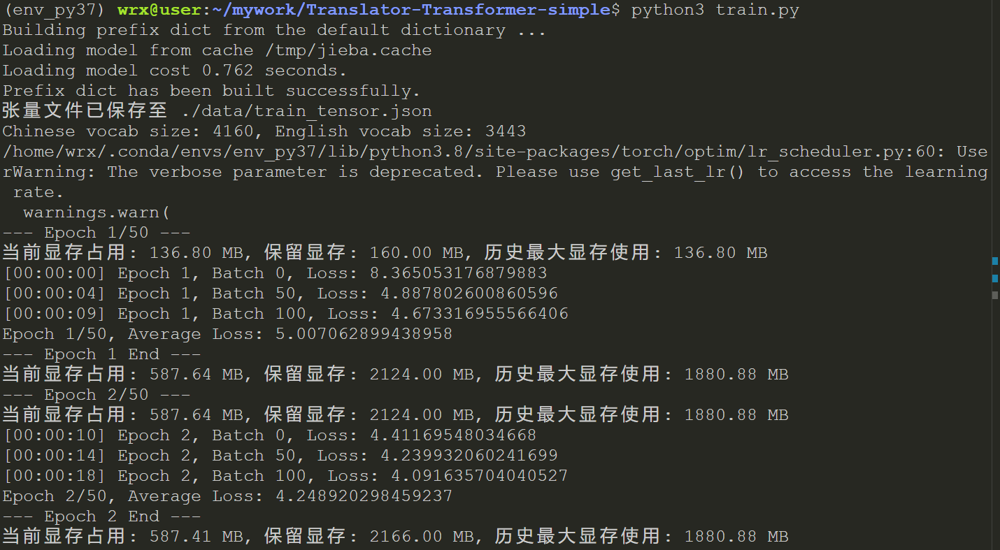 (env_py37) wrx@user:~/mywork/Translator-Transformer-simple$ python3 train.py
Building prefix dict from the default dictionary ...
Loading model from cache /tmp/jieba.cache
Loading model cost 0.762 seconds.
Prefix dict has been built successfully.
张量文件已保存至 ./data/train_tensor.json
Chinese vocab size: 4160, English vocab size: 3443
/home/wrx/.conda/envs/env_py37/lib/python3.8/site-packages/torch/optim/lr_scheduler.py:60: Use
rWarning: The verbose parameter is deprecated. Please use get_last_lr() to access the learning
 rate.
  warnings.warn(
--- Epoch 1/50 ---
当前显存占用: 136.80 MB, 保留显存: 160.00 MB, 历史最大显存使用: 136.80 MB
[00:00:00] Epoch 1, Batch 0, Loss: 8.365053176879883
[00:00:04] Epoch 1, Batch 50, Loss: 4.887802600860596
[00:00:09] Epoch 1, Batch 100, Loss: 4.673316955566406
Epoch 1/50, Average Loss: 5.007062899438958
--- Epoch 1 End ---
当前显存占用: 587.64 MB, 保留显存: 2124.00 MB, 历史最大显存使用: 1880.88 MB
--- Epoch 2/50 ---
当前显存占用: 587.64 MB, 保留显存: 2124.00 MB, 历史最大显存使用: 1880.88 MB
[00:00:10] Epoch 2, Batch 0, Loss: 4.41169548034668
[00:00:14] Epoch 2, Batch 50, Loss: 4.239932060241699
[00:00:18] Epoch 2, Batch 100, Loss: 4.091635704040527
Epoch 2/50, Average Loss: 4.248920298459237
--- Epoch 2 End ---
当前显存占用: 587.41 MB, 保留显存: 2166.00 MB, 历史最大显存使用: 1880.88 MB